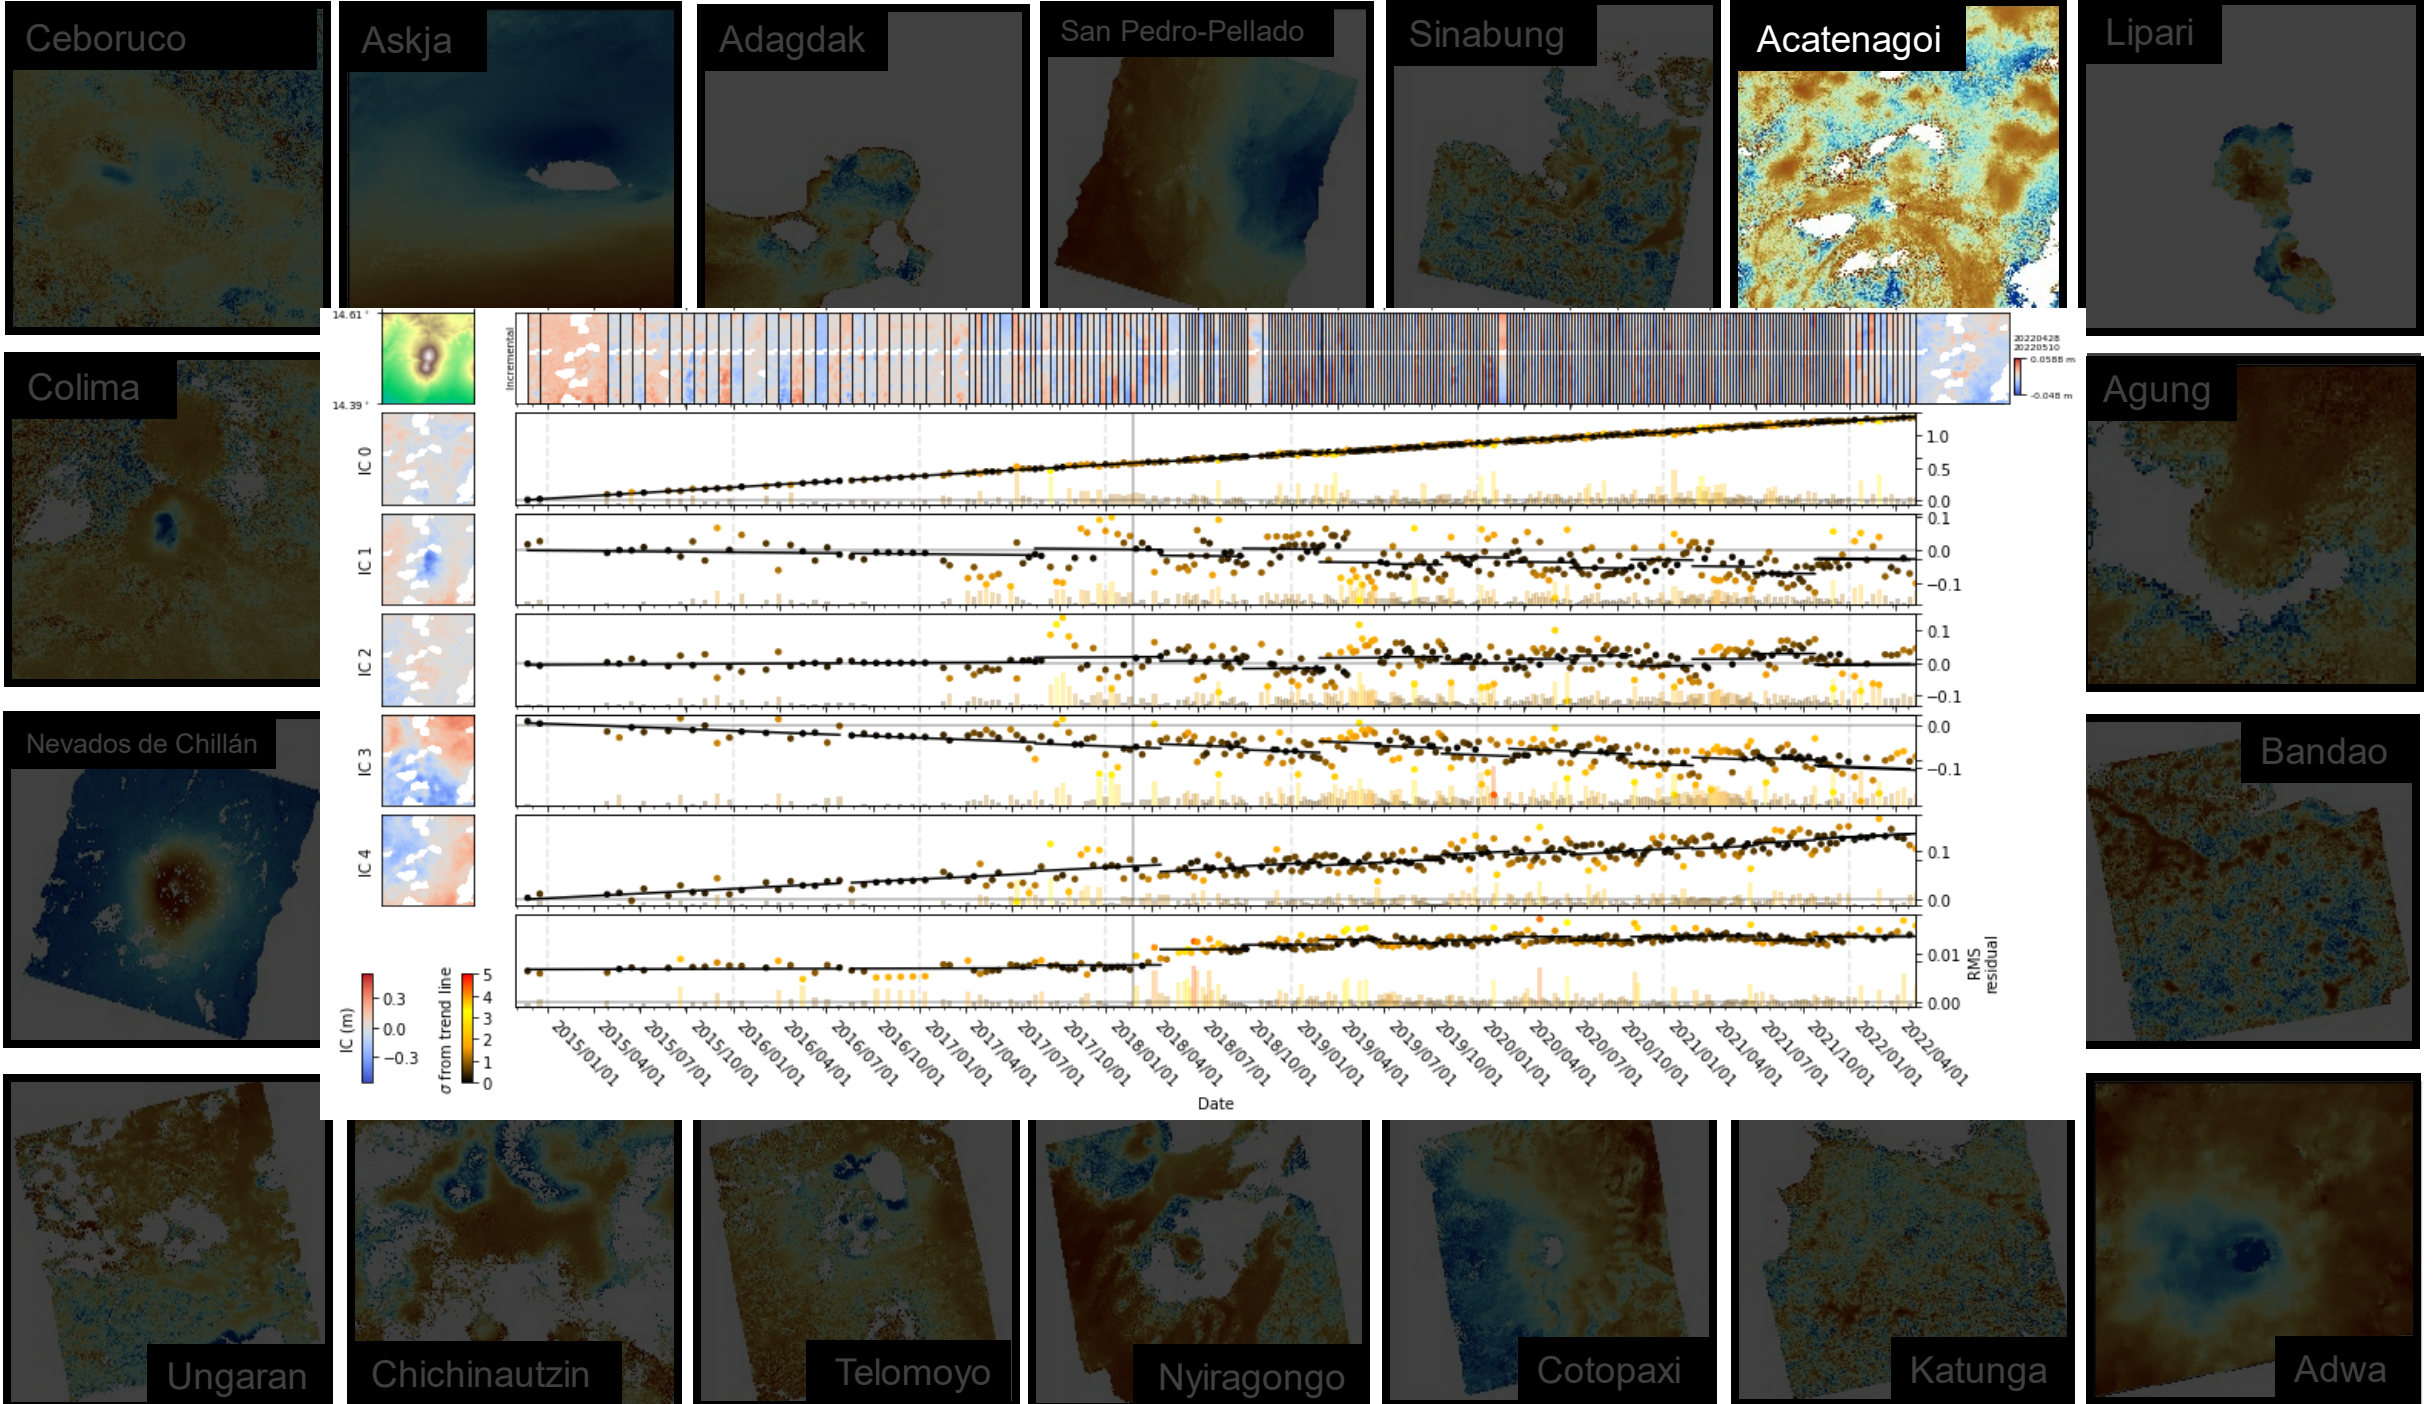 Ceboruco
Askja
Adagdak
San Pedro-Pellado
Sinabung
Acatenagoi
Lipari
Colima
Nevados de Chillán
Agung
Bandao
14.61°
14.39°
Incremental
20220428
20220510
0.0588 m
-0.048 m
IC 0
1.0
0.5
0.0
IC 1
0.1
0.0
−0.1
IC 2
0.1
0.0
−0.1
IC 3
0.0
−0.1
IC 4
0.1
0.0
0.01
0.00
RMS
residual
IC (m)
0.3
0.0
−0.3
σ from trend line
5
4
3
2
1
0
2015/01/01
2015/04/01
2015/07/01
2015/10/01
2016/01/01
2016/04/01
2016/07/01
2016/10/01
2017/01/01
2017/04/01
2017/07/01
2017/10/01
2018/01/01
2018/04/01
2018/07/01
2018/10/01
2019/01/01
2019/04/01
2019/07/01
2019/10/01
2020/01/01
2020/04/01
2020/07/01
2020/10/01
2021/01/01
2021/04/01
2021/07/01
2021/10/01
2022/01/01
2022/04/01
Date
Ungaran
Chichinautzin
Telomoyo
Nyiragongo
Cotopaxi
Katunga
Adwa